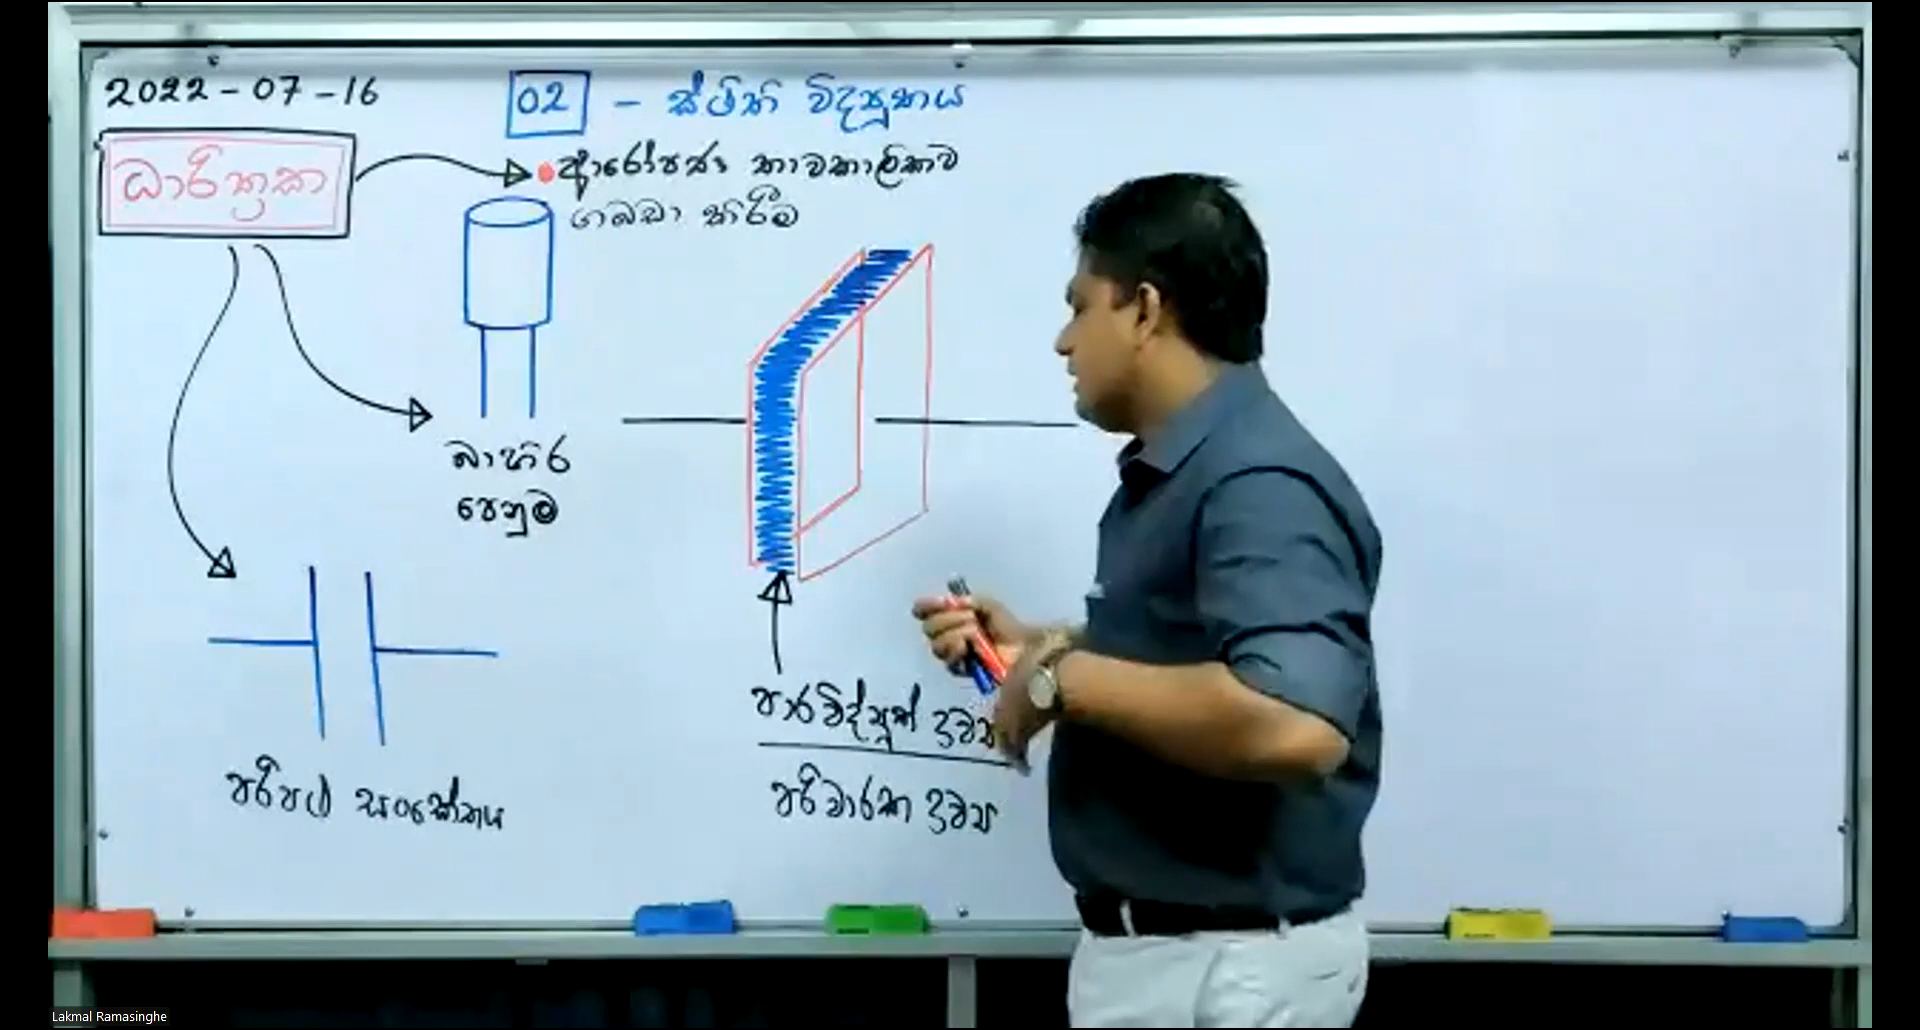 2022-07-16
02 - ස්ථිති විද්‍යුතය
ධාරිත්‍රක
ආරෝපණ තාවකාලිකව
ගබඩා කිරීම
බාහිර
පෙනුම
පාරවිද්‍යුත් ද්‍රව්‍ය
පරිවාරක ද්‍රව්‍ය
පරිපථ සංකේතය
Lakmal Ramasinghe